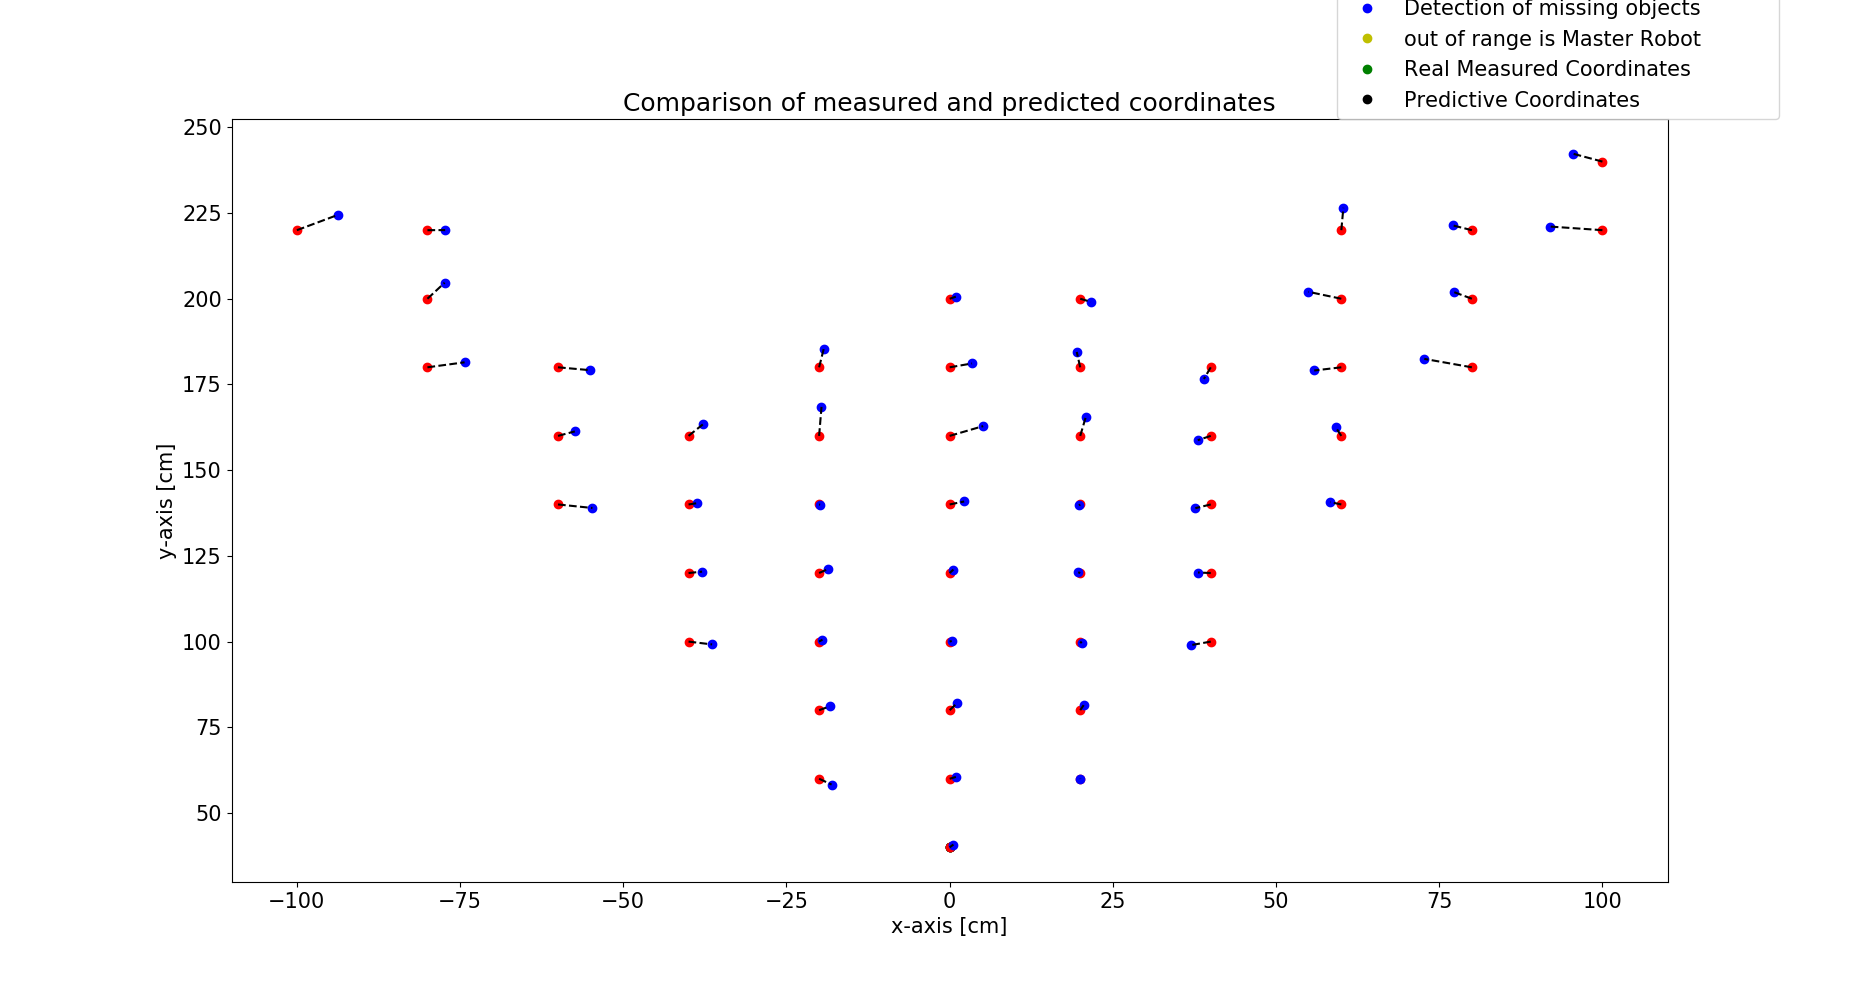 Detection of missing objects
out of range is Master Robot
Real Measured Coordinates
Predictive Coordinates
Comparison of measured and predicted coordinates
250
225
200
175
150
125
100
75
50
y-axis [cm]
−100 −75 −50 −25 0 25 50 75 100
x-axis [cm]